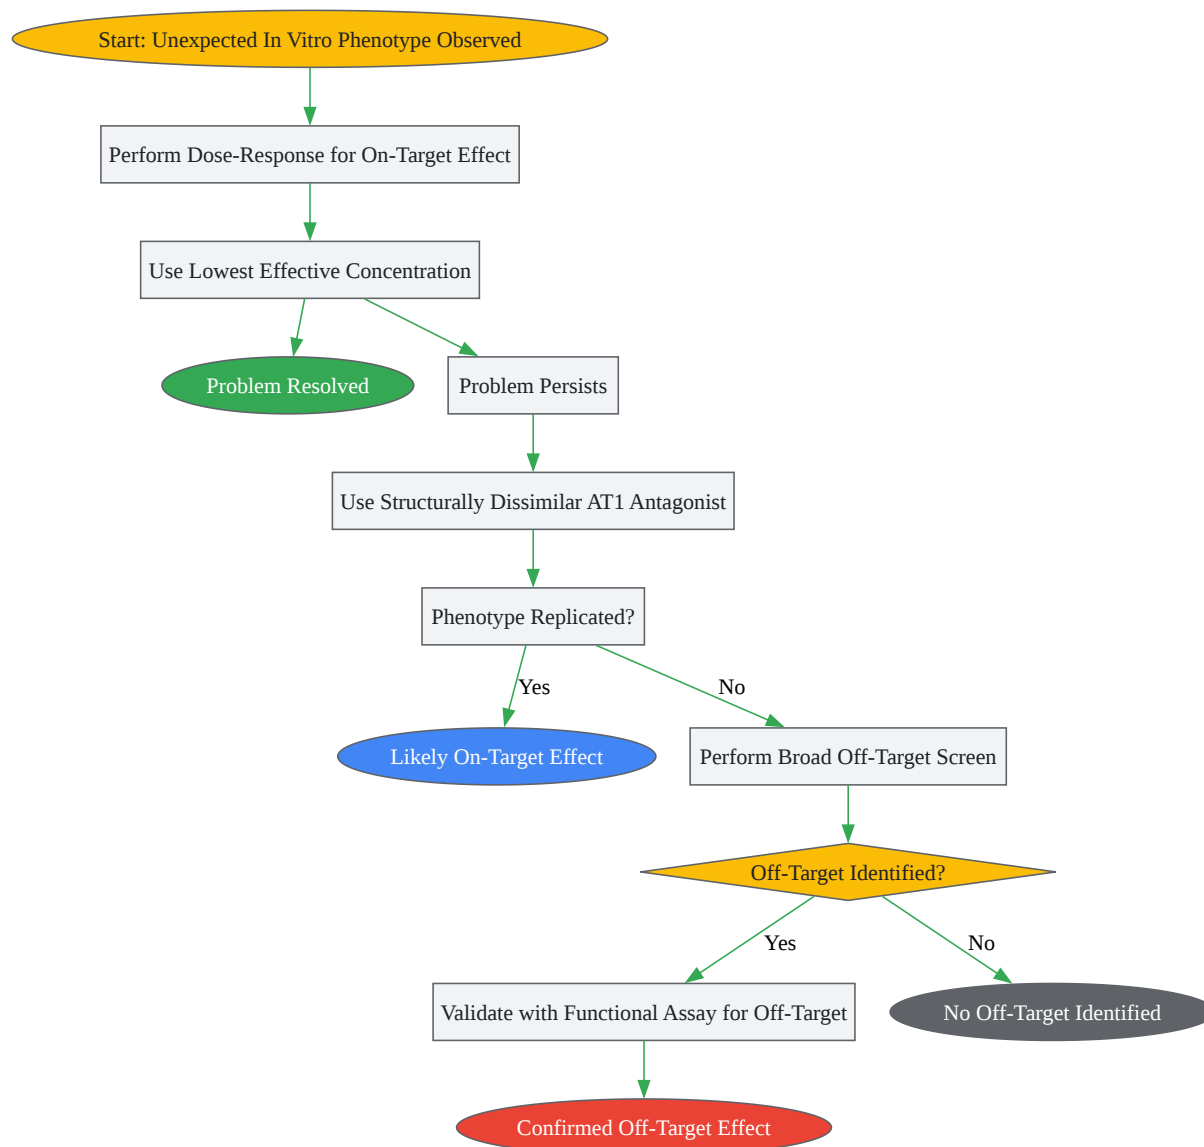 Start: Unexpected In Vitro Phenotype Observed
Perform Dose-Response for On-Target Effect
Use Lowest Effective Concentration
Problem Resolved
Problem Persists
Use Structurally Dissimilar AT1 Antagonist
Phenotype Replicated?
Yes
No
Likely On-Target Effect
Perform Broad Off-Target Screen
Off-Target Identified?
Yes
No
Validate with Functional Assay for Off-Target
No Off-Target Identified
Confirmed Off-Target Effect